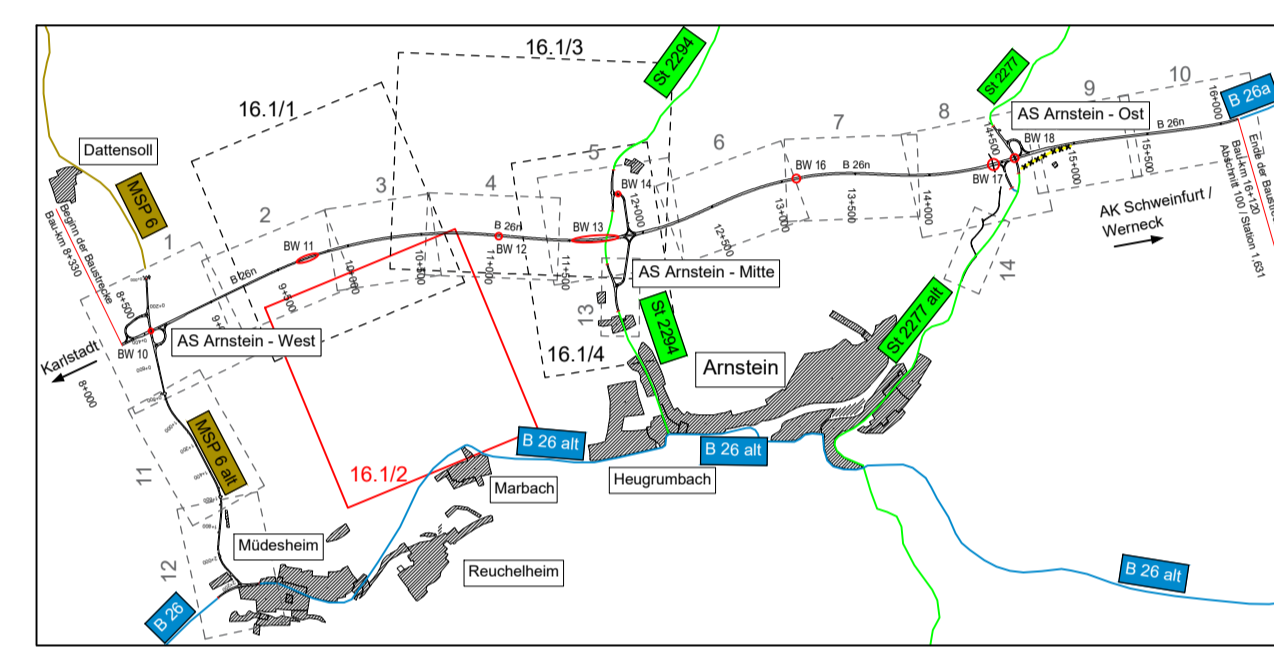 16.1/3
St 2294
St 2277
10
9
8
7
6
5
4
3
2
1
16.1/1
Dattensoll
MSP 6
AS Arnstein - Ost
B 26a
16+000
B 26n
BW 18
14+500
BW 17
15+000
15+500
Ende der Baustre
Bau-km 16+120
Abschnitt 100 / Station 1,631
AK Schweinfurt /
Werneck
BW 16
B 26n
13+000
13+500
14+000
BW 14
12+000
12+500
BW 13
B 26n
BW 12
11+000
11+500
BW 11
10+000
10+500
B 26n
9+500
Beginn der Baustrecke
Bau-km 8+330
8+500
BW 10
AS Arnstein - West
AS Arnstein - Mitte
Karlstadt
8+000
13
14
St 2294
16.1/4
Arnstein
St 2277 alt
MSP 6 alt
11
16.1/2
B 26 alt
B 26 alt
Heugrumbach
Marbach
Müdesheim
Reuchelheim
12
B 26
B 26 alt